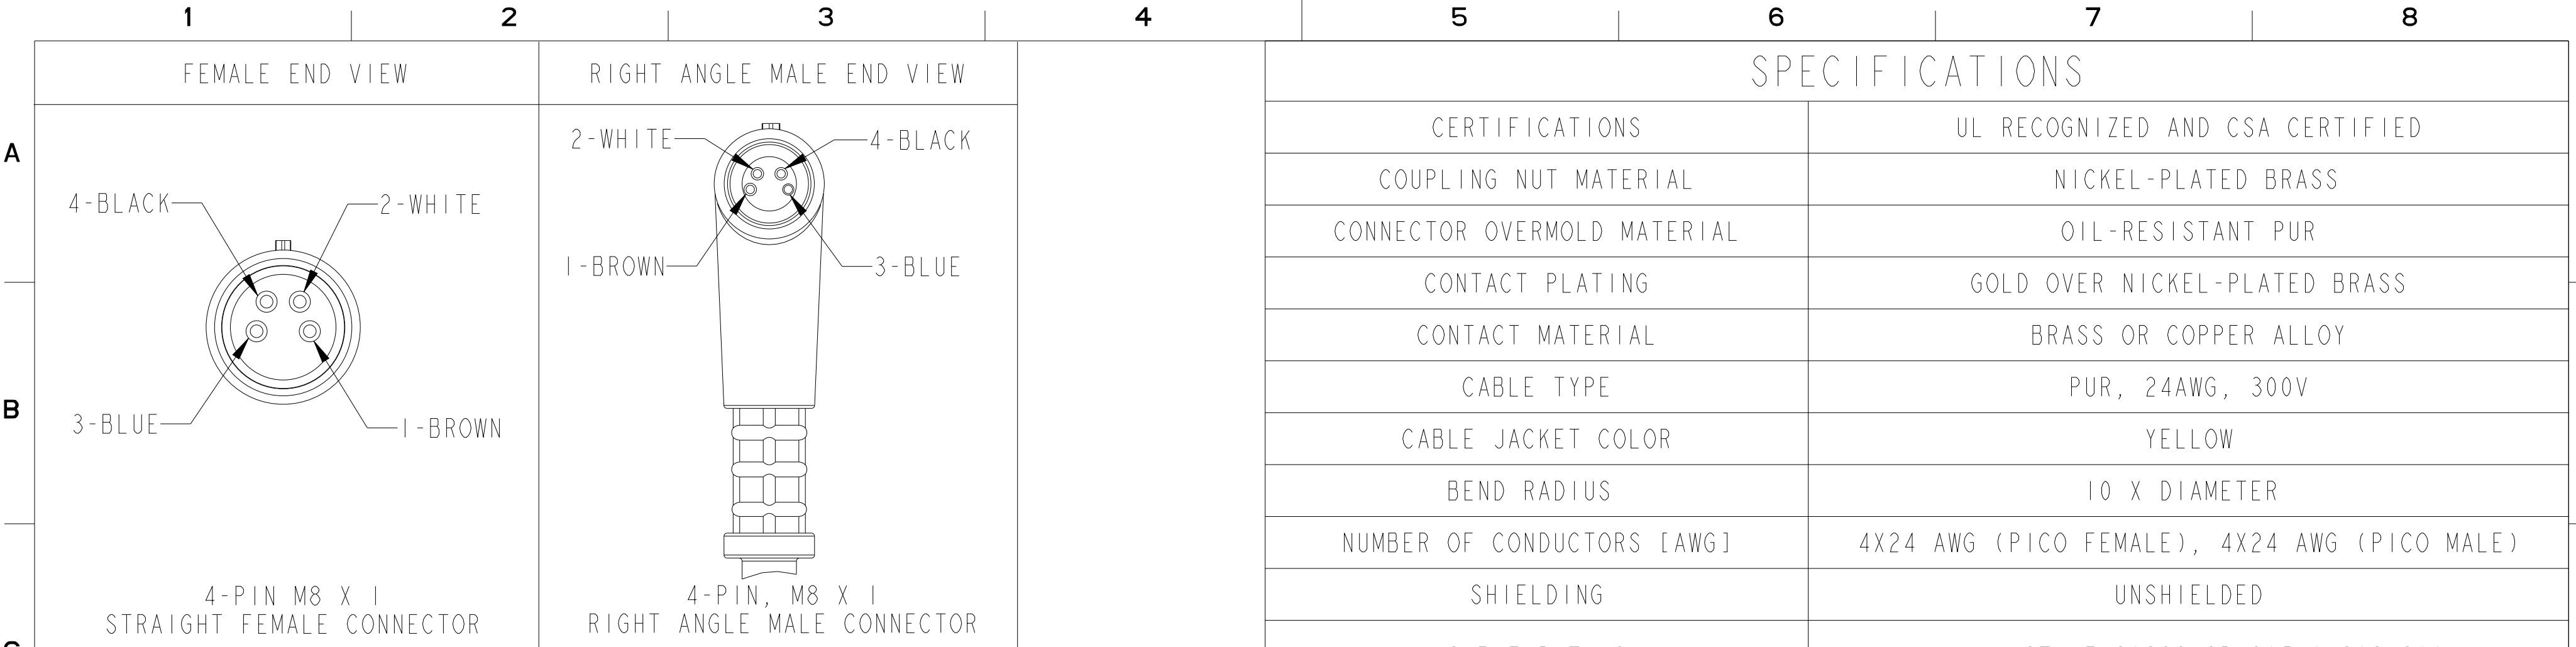 1 2 3 4 5 6 7 8
FEMALE END VIEW
RIGHT ANGLE MALE END VIEW
A
B
4-BLACK
2-WHITE
3-BLUE
1-BROWN
4-PIN M8 X 1
STRAIGHT FEMALE CONNECTOR
2-WHITE
4-BLACK
1-BROWN
3-BLUE
4-PIN, M8 X 1
RIGHT ANGLE MALE CONNECTOR
SPECIFICATIONS
CERTIFICATIONS UL RECOGNIZED AND CSA CERTIFIED
COUPLING NUT MATERIAL NICKEL-PLATED BRASS
CONNECTOR OVERMOLD MATERIAL OIL-RESISTANT PUR
CONTACT PLATING GOLD OVER NICKEL-PLATED BRASS
CONTACT MATERIAL BRASS OR COPPER ALLOY
CABLE TYPE PUR, 24AWG, 300V
CABLE JACKET COLOR YELLOW
BEND RADIUS 10 X DIAMETER
NUMBER OF CONDUCTORS [AWG] 4X24 AWG (PICO FEMALE), 4X24 AWG (PICO MALE)
SHIELDING UNSHIELDED